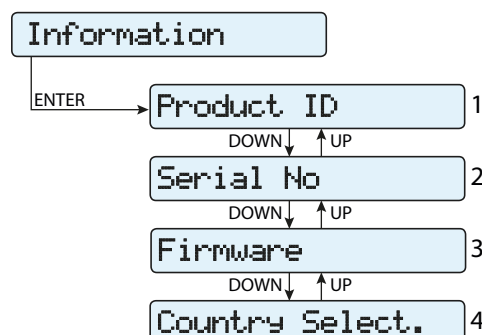 Information
ENTER
Product ID 1
DOWN UP
Serial No 2
DOWN UP
Firmware 3
DOWN UP
Country Select. 4